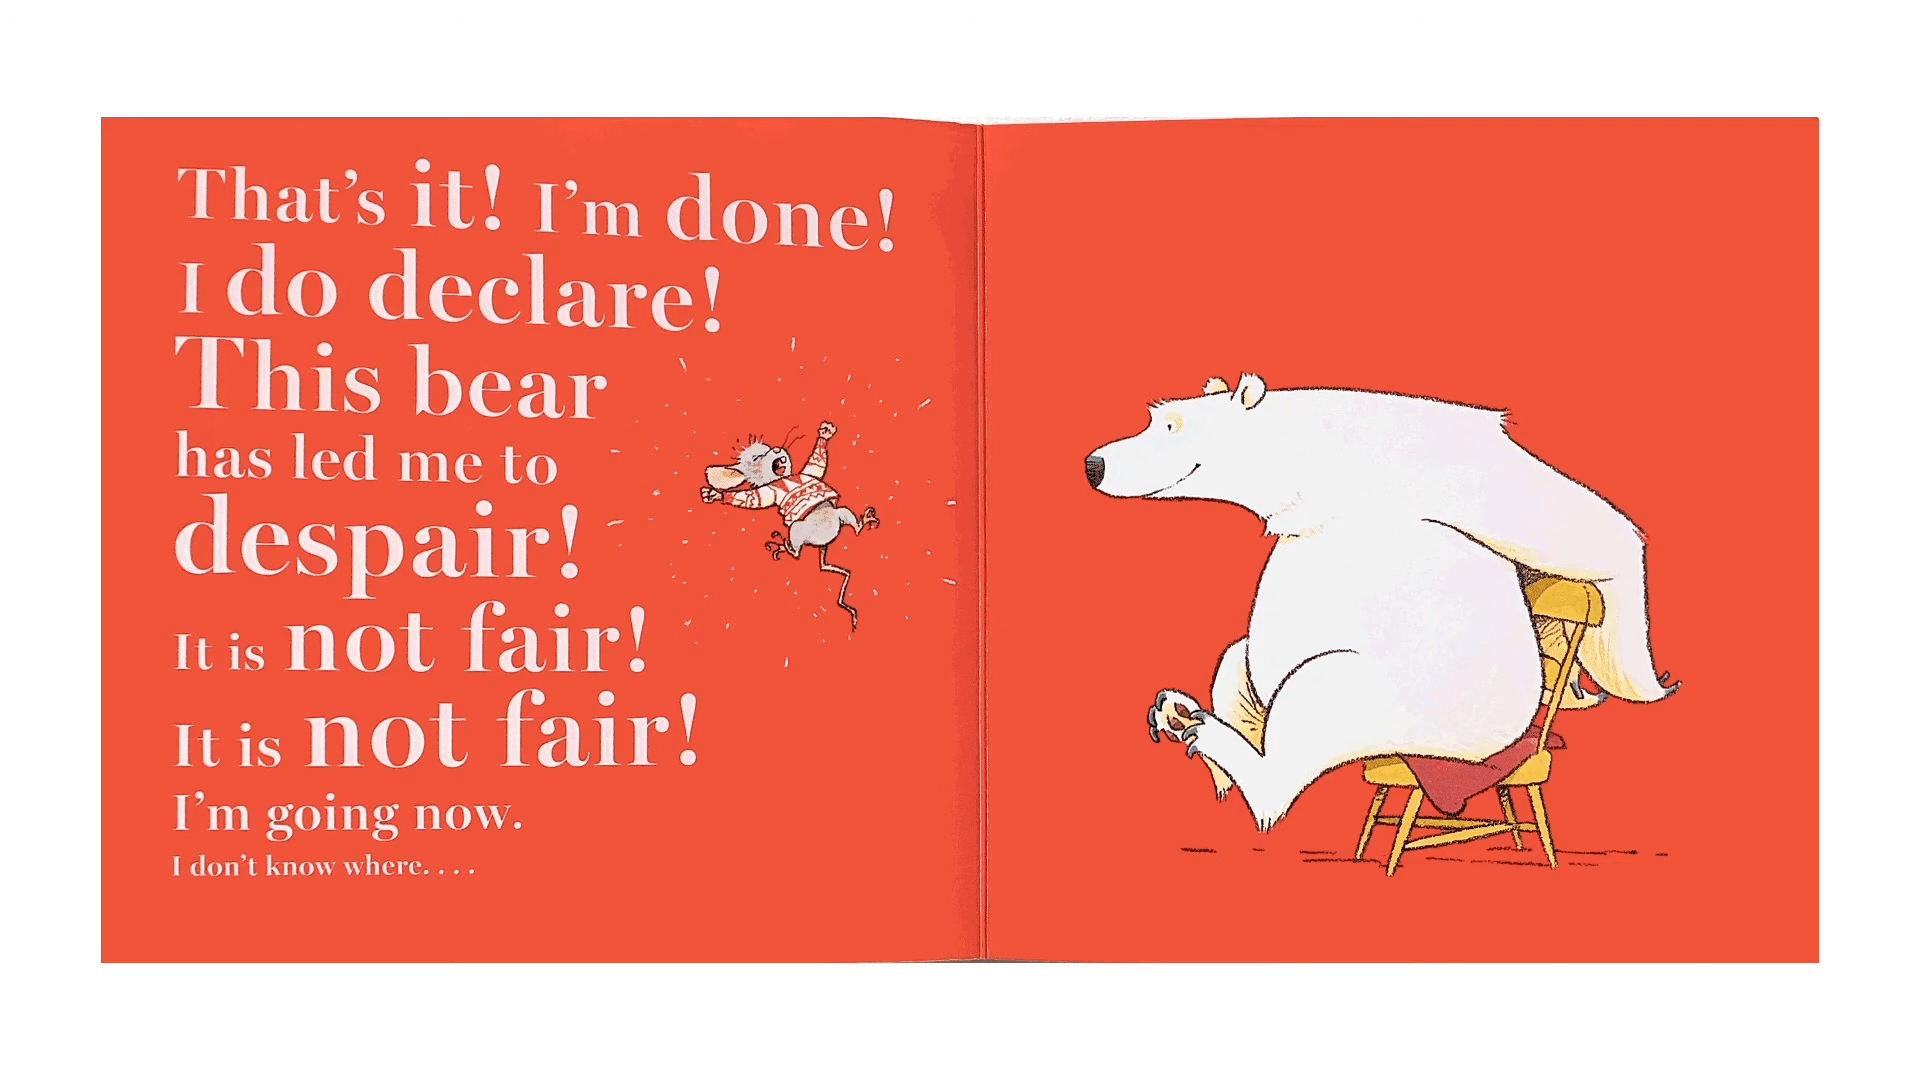 That's it! I'm done!
I do declare!
This bear
has led me to
despair!
It is not fair!
It is not fair!
I'm going now.
I don't know where. . . .